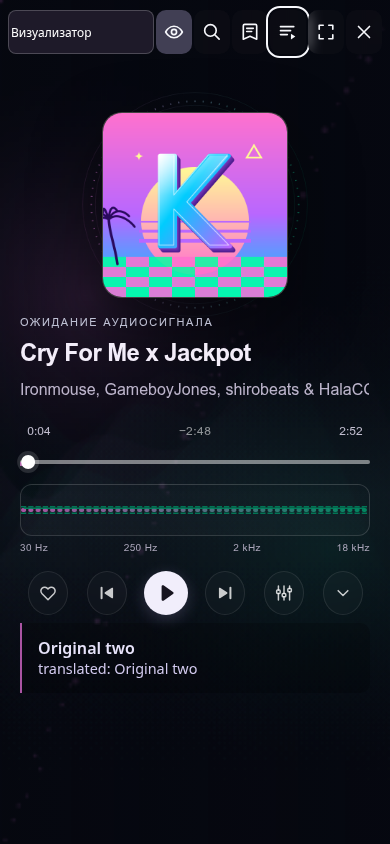 Визуализатор
K
ОЖИДАНИЕ АУДИОСИГНАЛА
Cry For Me x Jackpot
Ironmouse, GameboyJones, shirobeats & HalaCG
0:04 −2:48 2:52
30 Hz 250 Hz 2 kHz 18 kHz
Original two
translated: Original two